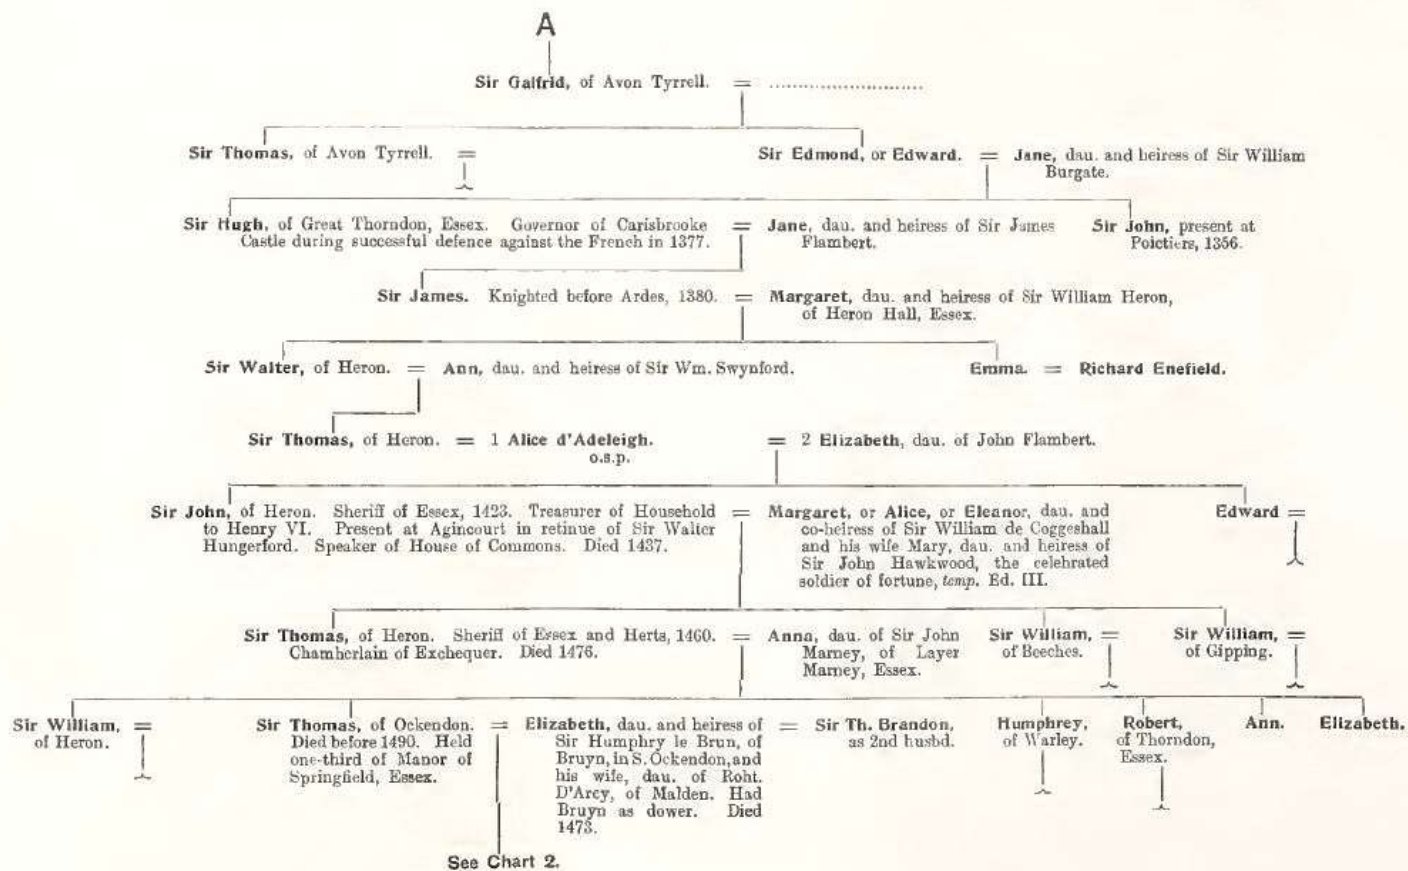 A
Sir Galfrid, of Avon Tyrrell. = ..........................
Sir Thomas, of Avon Tyrrell. =
Sir Edmond, or Edward. = Jane, dau. and heiress of Sir William
Burgate.
Sir Hugh, of Great Thorndon, Essex. Governor of Carisbrooke
Castle during successful defence against the French in 1377.
= Jane, dau. and heiress of Sir James
Flambert.
Sir John, present at
Poictiers, 1356.
Sir James. Knighted before Ardes, 1380. = Margaret, dau. and heiress of Sir William Heron,
of Heron Hall, Essex.
Sir Walter, of Heron. = Ann, dau. and heiress of Sir Wm. Swynford.
Emma. = Richard Enefield.
Sir Thomas, of Heron. = 1 Alice d'Adeleigh.
o.s.p.
= 2 Elizabeth, dau. of John Flambert.
Sir John, of Heron. Sheriff of Essex, 1423. Treasurer of Household
to Henry VI. Present at Agincourt in retinue of Sir Walter
Hungerford. Speaker of House of Commons. Died 1437.
= Margaret, or Alice, or Eleanor, dau. and
co-heiress of Sir William de Coggeshall
and his wife Mary, dau. and heiress of
Sir John Hawkwood, the celebrated
soldier of fortune, temp. Ed. III.
Edward =
Sir Thomas, of Heron. Sheriff of Essex and Herts, 1460.
Chamberlain of Exchequer. Died 1476.
= Anna, dau. of Sir John
Marney, of Layer
Marney, Essex.
Sir William, =
of Beeches.
Sir William, =
of Gipping.
Sir William, =
of Heron.
Sir Thomas, of Ockendon.
Died before 1490. Held
one-third of Manor of
Springfield, Essex.
= Elizabeth, dau. and heiress of
Sir Humphry le Brun, of
Bruyn, in S. Ockendon, and
his wife, dau. of Robt.
D'Arcy, of Malden. Had
Bruyn as dower. Died
1473.
= Sir Th. Brandon,
as 2nd husbd.
Humphrey,
of Warley.
Robert,
of Thorndon,
Essex.
Ann.
Elizabeth.
See Chart 2.